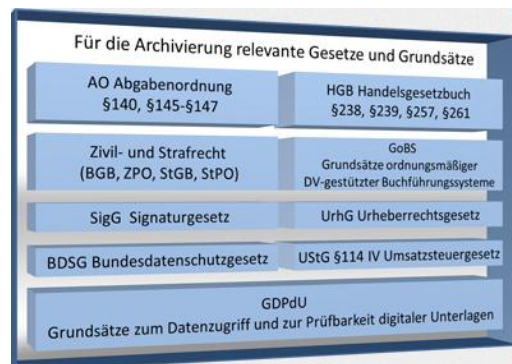 Für die Archivierung relevante Gesetze und Grundsätze
AO Abgabenordnung
§140, §145-§147
HGB Handelsgesetzbuch
§238, §239, §257, §261
Zivil- und Strafrecht
(BGB, ZPO, StGB, StPO)
GoBS
Grundsätze ordnungsmäßiger
DV-gestützter Buchführungssysteme
SigG Signaturgesetz
UrhG Urheberrechtsgesetz
BDSG Bundesdatenschutzgesetz
UStG §114 IV Umsatzsteuergesetz
GDPdU
Grundsätze zum Datenzugriff und zur Prüfbarkeit digitaler Unterlagen